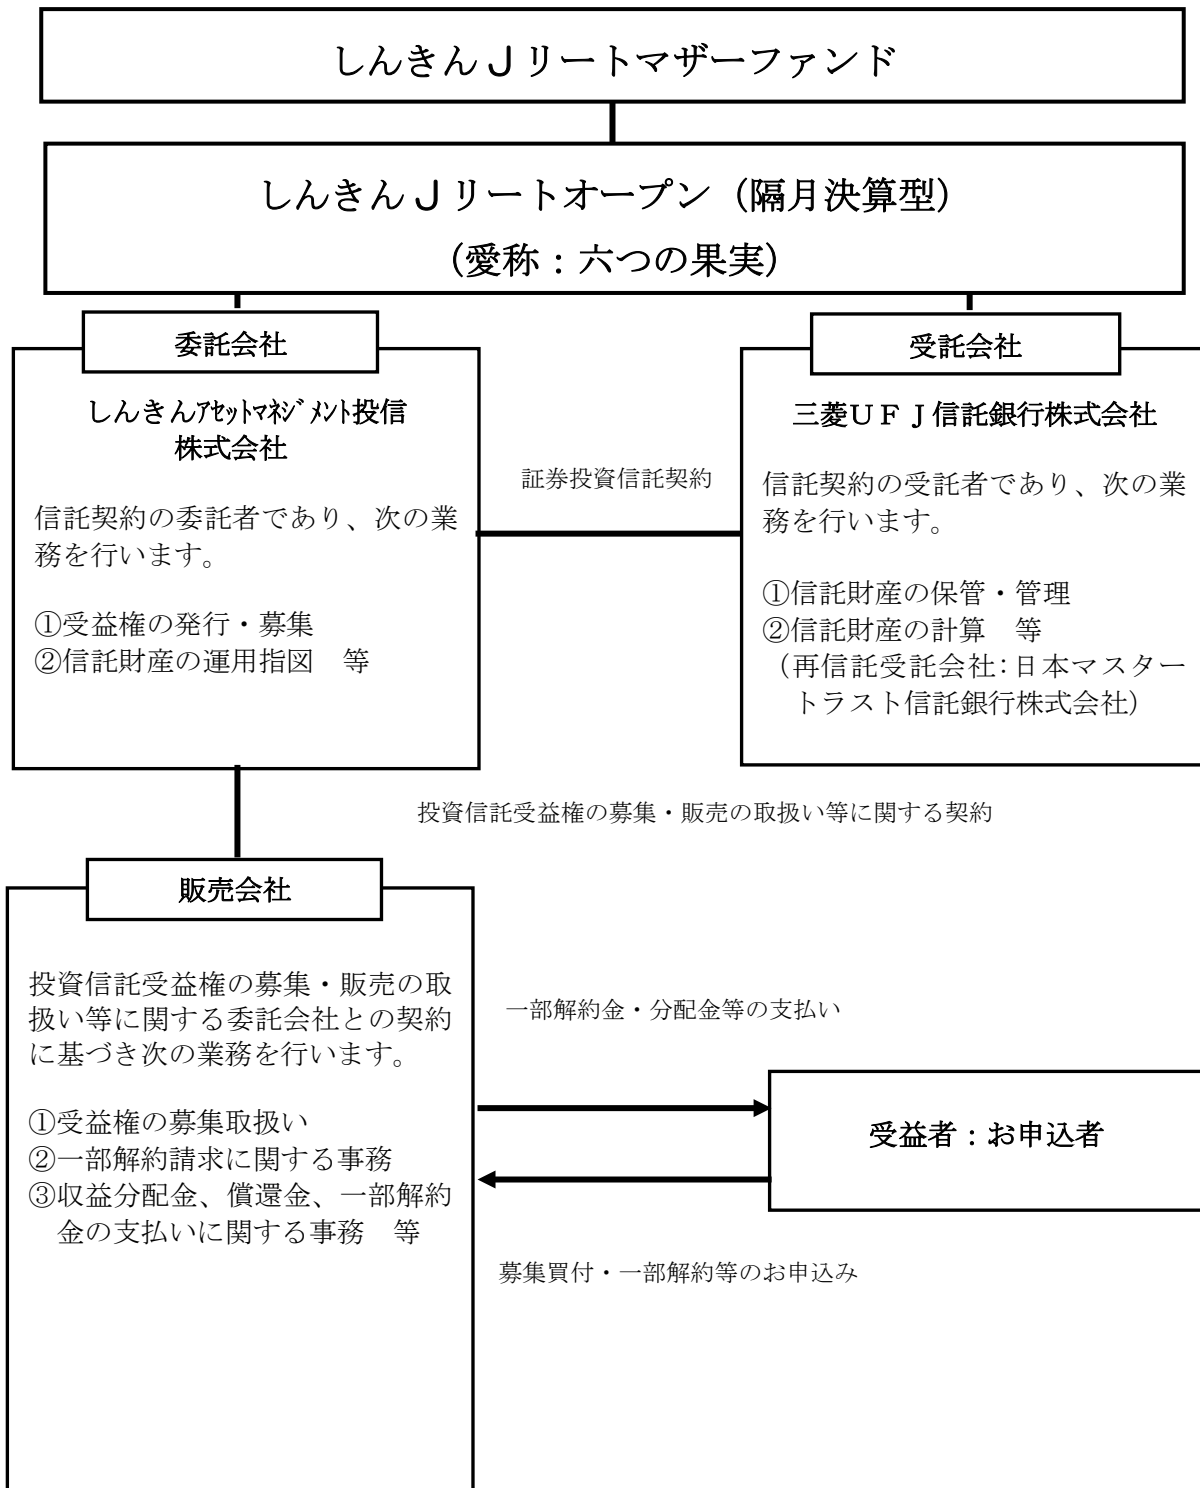 しんきんＪリートマザーファンド
しんきんＪリートオープン（隔月決算型）
（愛称：六つの果実）
委託会社
しんきんｱｾｯﾄﾏﾈｼﾞﾒﾝﾄ投信
株式会社
信託契約の委託者であり、次の業
務を行います。
①受益権の発行・募集
②信託財産の運用指図　等
証券投資信託契約
受託会社
三菱ＵＦＪ信託銀行株式会社
信託契約の受託者であり、次の業
務を行います。
①信託財産の保管・管理
②信託財産の計算　等
（再信託受託会社：日本マスター
トラスト信託銀行株式会社）
投資信託受益権の募集・販売の取扱い等に関する契約
販売会社
投資信託受益権の募集・販売の取
扱い等に関する委託会社との契約
に基づき次の業務を行います。
①受益権の募集取扱い
②一部解約請求に関する事務
③収益分配金、償還金、一部解約
金の支払いに関する事務　等
一部解約金・分配金等の支払い
受益者：お申込者
募集買付・一部解約等のお申込み